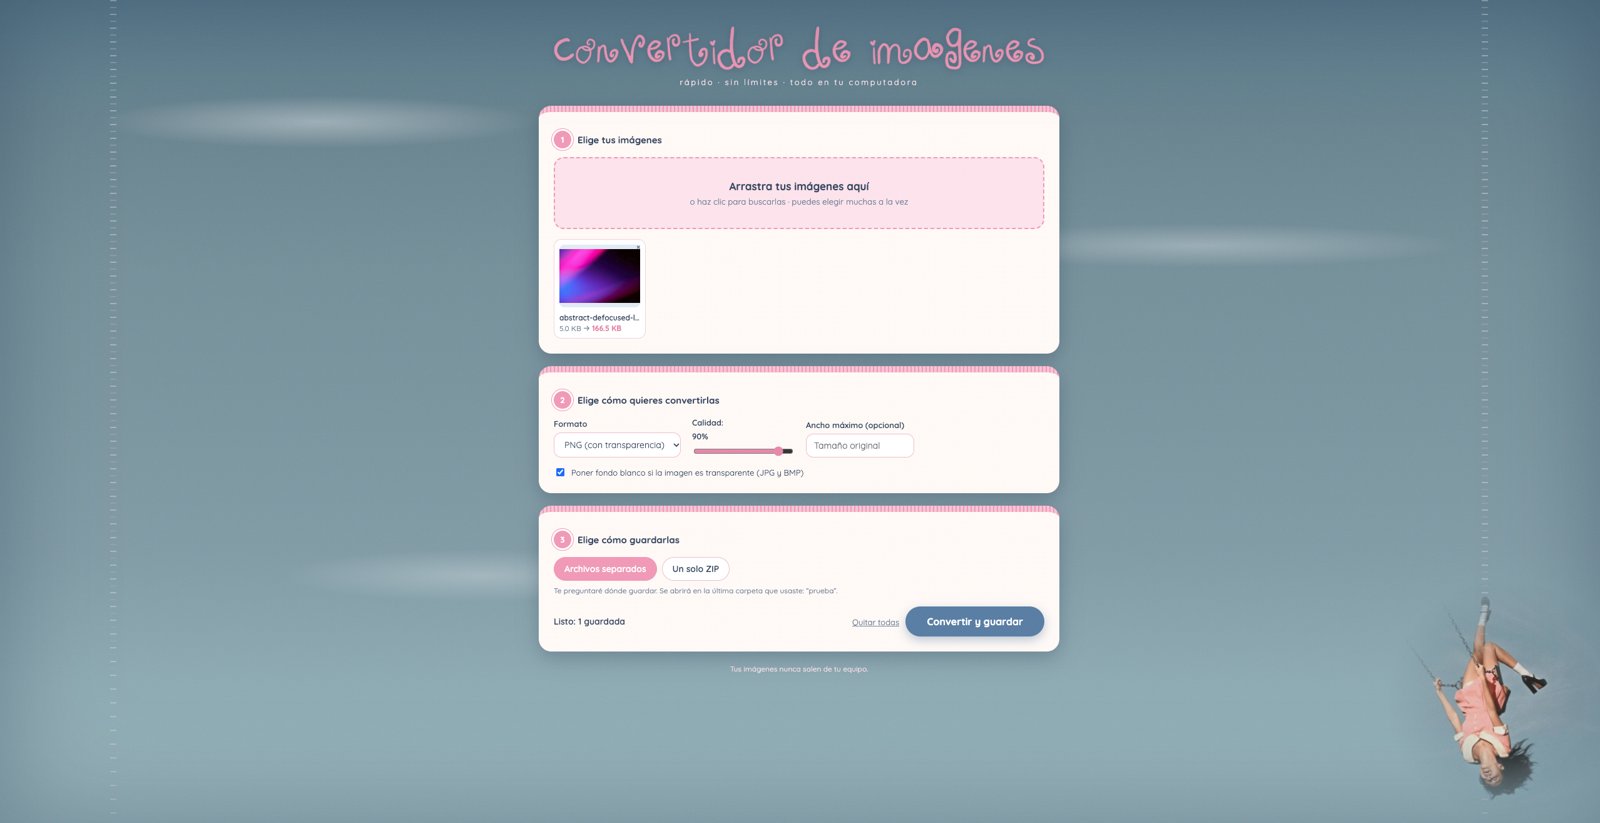 convertidor de imagenes
rápido · sin límites · todo en tu computadora
1 Elige tus imágenes
Arrastra tus imágenes aquí
o haz clic para buscarlas · puedes elegir muchas a la vez
abstract-defocused-l...
5.0 KB → 166.5 KB
2 Elige cómo quieres convertirlas
Formato
PNG (con transparencia)
Calidad:
90%
Ancho máximo (opcional)
Tamaño original
Poner fondo blanco si la imagen es transparente (JPG y BMP)
3 Elige cómo guardarlas
Archivos separados
Un solo ZIP
Te preguntaré dónde guardar. Se abrirá en la última carpeta que usaste: "prueba".
Listo: 1 guardada
Quitar todas
Convertir y guardar
Tus imágenes nunca salen de tu equipo.